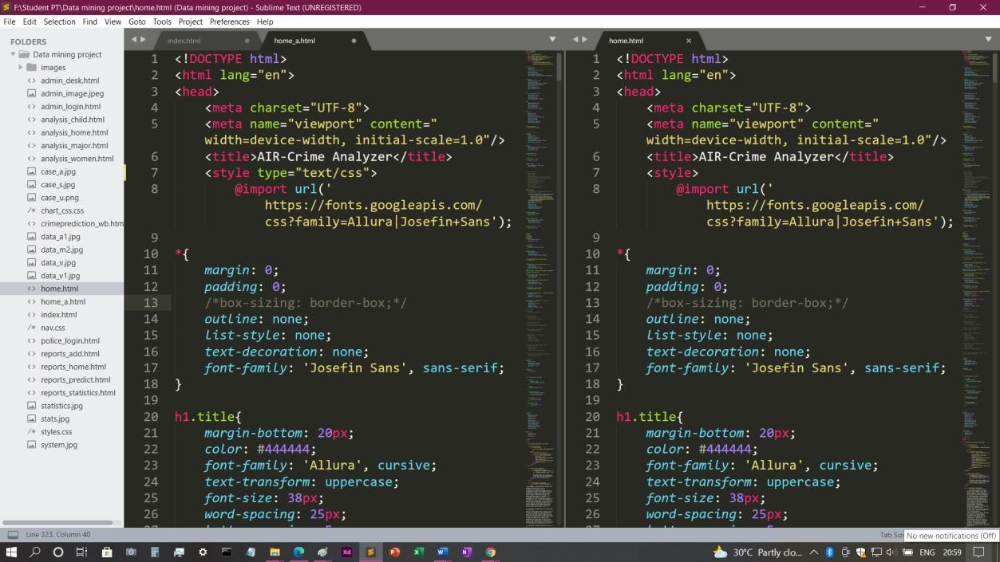 F:\Student PT\Data mining project\home.html (Data mining project) - Sublime Text (UNREGISTERED)
File Edit Selection Find View Goto Tools Project Preferences Help
FOLDERS
Data mining project
images
admin_desk.html
admin_image.jpeg
admin_login.html
analysis_child.html
analysis_home.html
analysis_major.html
analysis_women.html
case_a.jpg
case_s.jpg
case_u.png
chart_css.css
crimeprediction_wb.htm
data_a1.jpg
data_m2.jpg
data_v.jpg
data_v1.jpg
home.html
home_a.html
index.html
nav.css
police_login.html
reports_add.html
reports_home.html
reports_predict.html
reports_statistics.html
statistics.jpg
stats.jpg
styles.css
system.jpg
index.html home_a.html
1 <!DOCTYPE html>
2 <html lang="en">
3 <head>
4 <meta charset="UTF-8">
5 <meta name="viewport" content="
width=device-width, initial-scale=1.0"/>
6 <title>AIR-Crime Analyzer</title>
7 <style type="text/css">
8 @import url('
https://fonts.googleapis.com/
css?family=Allura|Josefin+Sans');
9
10 *{
11 margin: 0;
12 padding: 0;
13 /*box-sizing: border-box;*/
14 outline: none;
15 list-style: none;
16 text-decoration: none;
17 font-family: 'Josefin Sans', sans-serif;
18 }
19
20 h1.title{
21 margin-bottom: 20px;
22 color: #444444;
23 font-family: 'Allura', cursive;
24 text-transform: uppercase;
25 font-size: 38px;
26 word-spacing: 25px;
home.html
1 <!DOCTYPE html>
2 <html lang="en">
3 <head>
4 <meta charset="UTF-8">
5 <meta name="viewport" content="
width=device-width, initial-scale=1.0"/>
6 <title>AIR-Crime Analyzer</title>
7 <style>
8 @import url('
https://fonts.googleapis.com/
css?family=Allura|Josefin+Sans');
9
10 *{
11 margin: 0;
12 padding: 0;
13 /*box-sizing: border-box;*/
14 outline: none;
15 list-style: none;
16 text-decoration: none;
17 font-family: 'Josefin Sans', sans-serif;
18 }
19
20 h1.title{
21 margin-bottom: 20px;
22 color: #444444;
23 font-family: 'Allura', cursive;
24 text-transform: uppercase;
25 font-size: 38px;
26 word-spacing: 25px;
Line 323, Column 40
Tab
No new notifications (Off)
30°C Partly clo... ENG 20:59